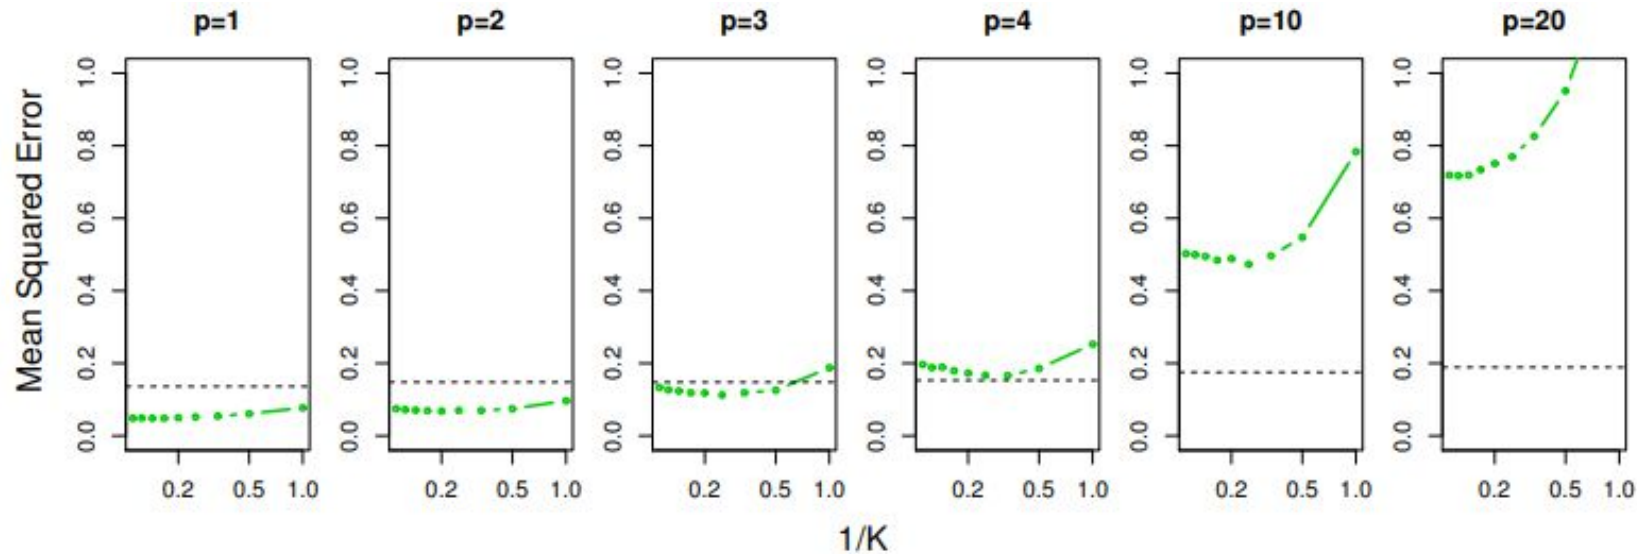 p=1 p=2 p=3 p=4 p=10 p=20
Mean Squared Error
1.0 1.0 1.0 1.0 1.0 1.0
0.8 0.8 0.8 0.8 0.8 0.8
0.6 0.6 0.6 0.6 0.6 0.6
0.4 0.4 0.4 0.4 0.4 0.4
0.2 0.2 0.2 0.2 0.2 0.2
0.0 0.0 0.0 0.0 0.0 0.0
0.2 0.5 1.0 0.2 0.5 1.0 0.2 0.5 1.0 0.2 0.5 1.0 0.2 0.5 1.0 0.2 0.5 1.0
1/K